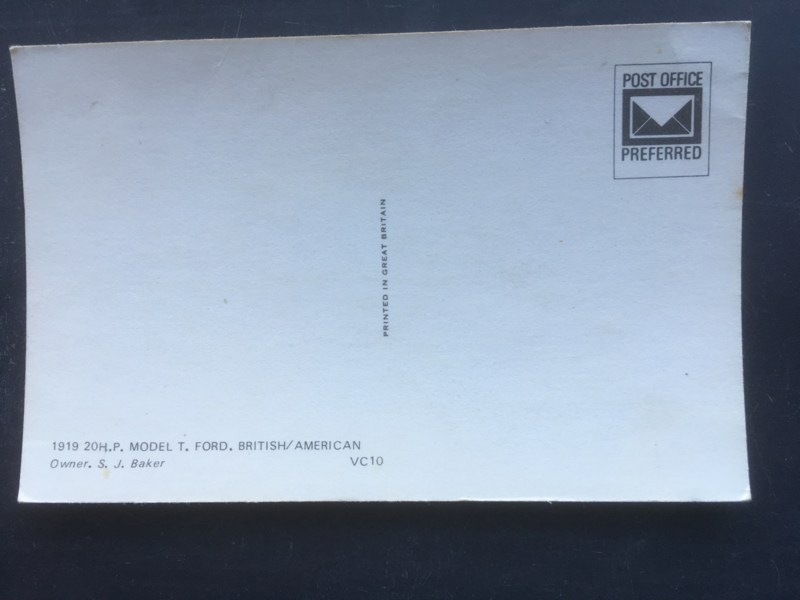 POST OFFICE
PREFERRED
PRINTED IN GREAT BRITAIN
1919 20H.P. MODEL T. FORD. BRITISH/AMERICAN
Owner. S. J. Baker VC10